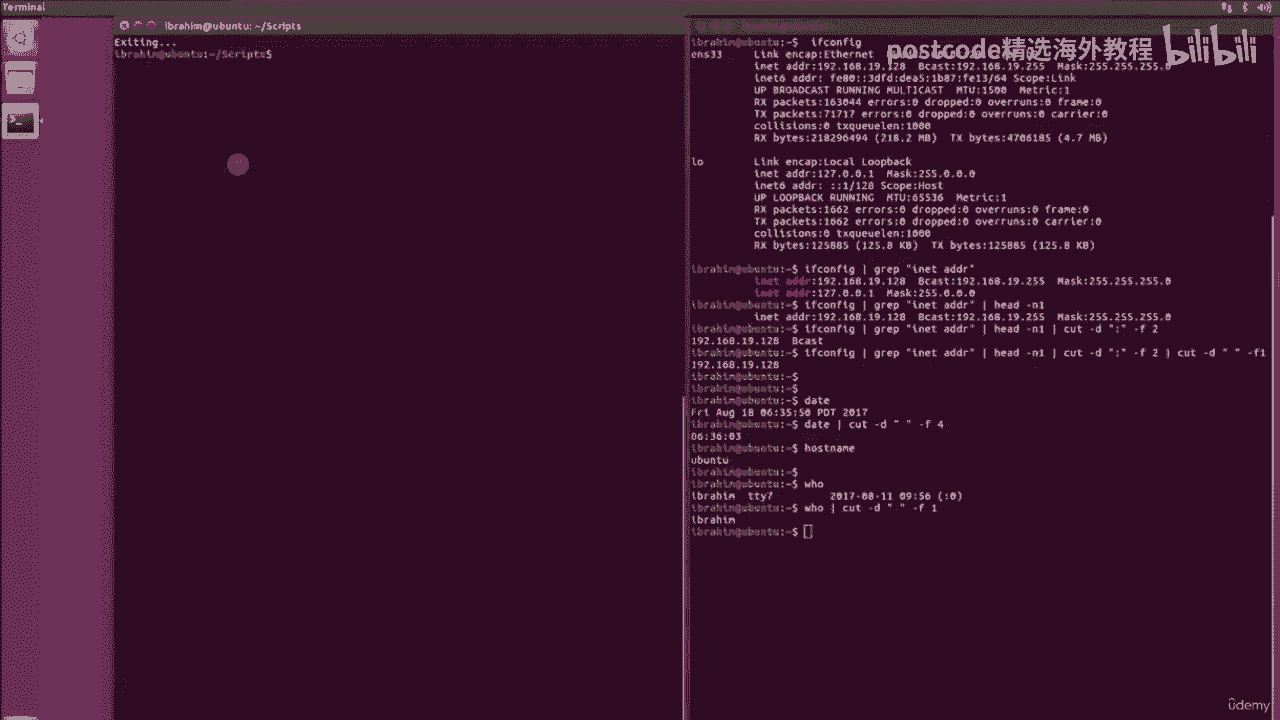 Terminal
ibrahim@ubuntu: ~/Scripts
Exiting...
ibrahim@ubuntu:~/Scripts$
ibrahim@ubuntu:~$ ifconfig
ens33 Link encap:Ethernet
inet addr:192.168.19.128 Bcast:192.168.19.255 Mask:255.255.255.0
inet6 addr: fe80::3dfd:dea5:1b87:fe13/64 Scope:Link
UP BROADCAST RUNNING MULTICAST MTU:1500 Metric:1
RX packets:163044 errors:0 dropped:0 overruns:0 frame:0
TX packets:71717 errors:0 dropped:0 overruns:0 carrier:0
collisions:0 txqueuelen:1000
RX bytes:218296494 (218.2 MB) TX bytes:4706185 (4.7 MB)
lo Link encap:Local Loopback
inet addr:127.0.0.1 Mask:255.0.0.0
inet6 addr: ::1/128 Scope:Host
UP LOOPBACK RUNNING MTU:65536 Metric:1
RX packets:1662 errors:0 dropped:0 overruns:0 frame:0
TX packets:1662 errors:0 dropped:0 overruns:0 carrier:0
collisions:0 txqueuelen:1000
RX bytes:125885 (125.8 KB) TX bytes:125885 (125.8 KB)
ibrahim@ubuntu:~$ ifconfig | grep "inet addr"
inet addr:192.168.19.128 Bcast:192.168.19.255 Mask:255.255.255.0
inet addr:127.0.0.1 Mask:255.0.0.0
ibrahim@ubuntu:~$ ifconfig | grep "inet addr" | head -n1
inet addr:192.168.19.128 Bcast:192.168.19.255 Mask:255.255.255.0
ibrahim@ubuntu:~$ ifconfig | grep "inet addr" | head -n1 | cut -d ":" -f 2
192.168.19.128 Bcast
ibrahim@ubuntu:~$ ifconfig | grep "inet addr" | head -n1 | cut -d ":" -f 2 | cut -d " " -f1
192.168.19.128
ibrahim@ubuntu:~$
ibrahim@ubuntu:~$
ibrahim@ubuntu:~$ date
Fri Aug 18 06:35:50 PDT 2017
ibrahim@ubuntu:~$ date | cut -d " " -f 4
06:36:03
ibrahim@ubuntu:~$ hostname
ubuntu
ibrahim@ubuntu:~$
ibrahim@ubuntu:~$ who
ibrahim tty7 2017-08-11 09:56 (:0)
ibrahim@ubuntu:~$ who | cut -d " " -f 1
ibrahim
ibrahim@ubuntu:~$
postcode精选海外教程 bilibili
ûdemy